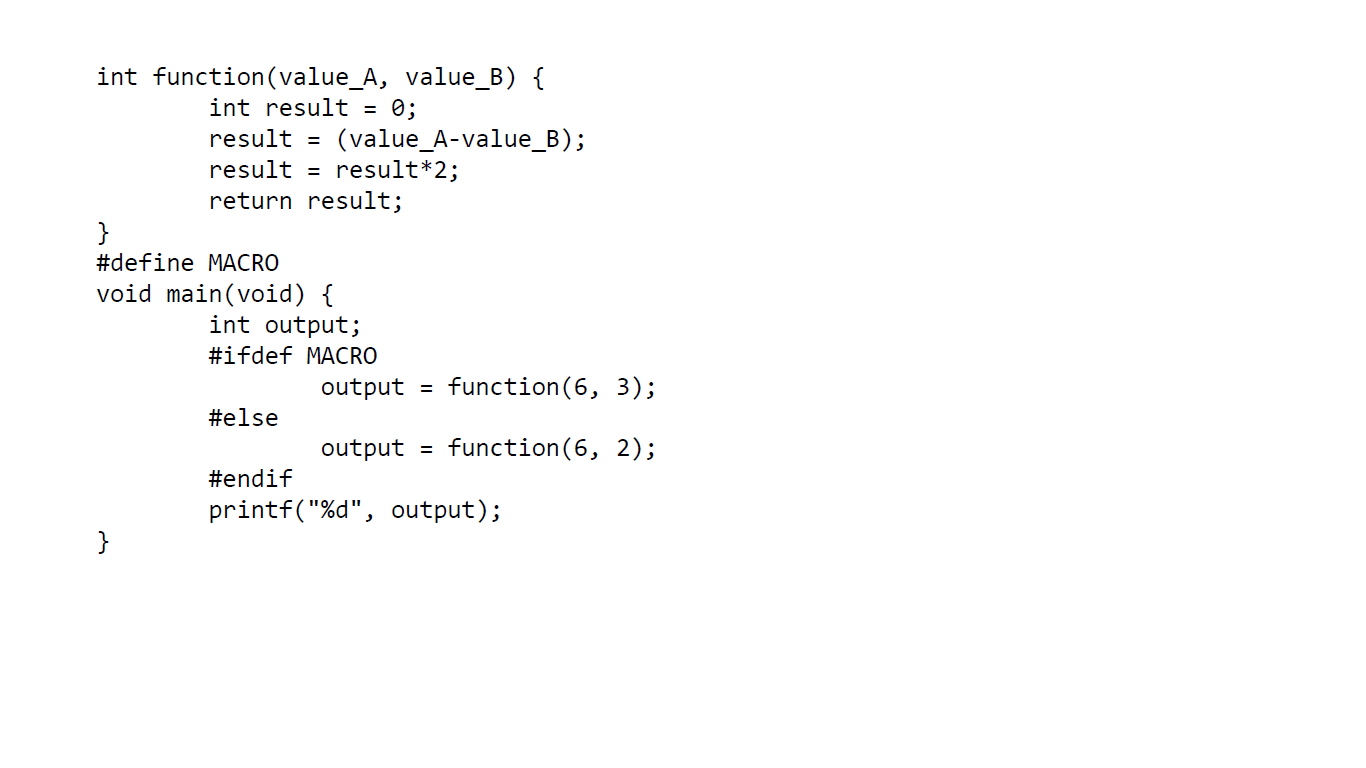 int function(value_A, value_B) {
        int result = 0;
        result = (value_A-value_B);
        result = result*2;
        return result;
}
#define MACRO
void main(void) {
        int output;
        #ifdef MACRO
                output = function(6, 3);
        #else
                output = function(6, 2);
        #endif
        printf("%d", output);
}